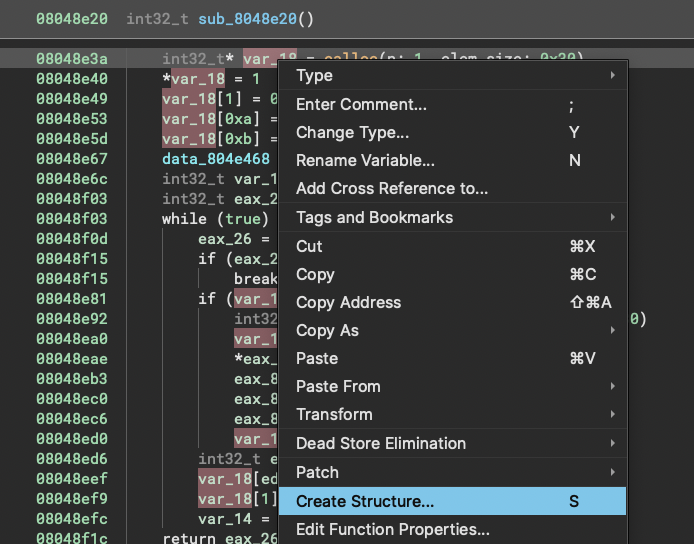 08048e20 int32_t sub_8048e20()
08048e3a int32_t* var_18 = calloc(n: 1, elem_size: 0x30)
08048e40 *var_18 = 1
08048e49 var_18[1] = 0
08048e53 var_18[0xa] =
08048e5d var_18[0xb] =
08048e67 data_804e468
08048e6c int32_t var_1
08048f03 int32_t eax_2
08048f03 while (true)
08048f0d eax_26 =
08048f15 if (eax_2
08048f15 break
08048e81 if (var_1
08048e92 int32 0)
08048ea0 var_1
08048eae *eax_
08048eb3 eax_8
08048ec0 eax_8
08048ec6 eax_8
08048ed0 var_1
08048ed6 int32_t e
08048eef var_18[ed
08048ef9 var_18[1]
08048efc var_14 =
08048f1c return eax_26
Type
Enter Comment... ;
Change Type... Y
Rename Variable... N
Add Cross Reference to...
Tags and Bookmarks
Cut ⌘X
Copy ⌘C
Copy Address ⇧⌘A
Copy As
Paste ⌘V
Paste From
Transform
Dead Store Elimination
Patch
Create Structure... S
Edit Function Properties...